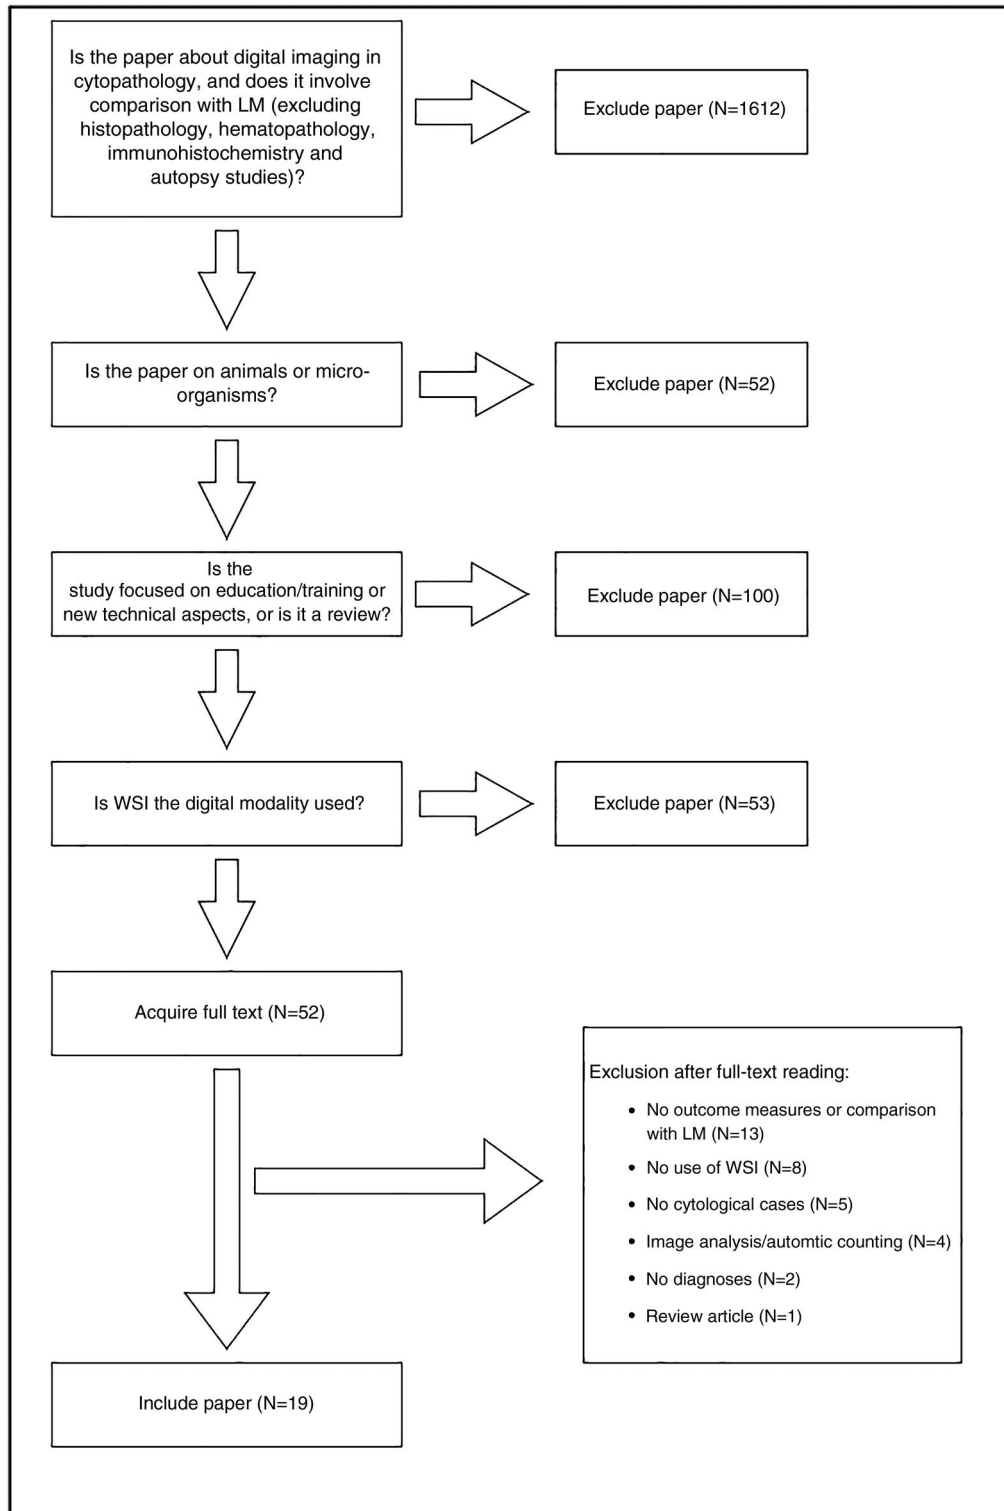 Is the paper about digital imaging in
cytopathology, and does it involve
comparison with LM (excluding
histopathology, hematopathology,
immunohistochemistry and
autopsy studies)?
Exclude paper (N=1612)
Is the paper on animals or micro-
organisms?
Exclude paper (N=52)
Is the
study focused on education/training or
new technical aspects, or is it a review?
Exclude paper (N=100)
Is WSI the digital modality used?
Exclude paper (N=53)
Acquire full text (N=52)
Exclusion after full-text reading:
• No outcome measures or comparison
with LM (N=13)
• No use of WSI (N=8)
• No cytological cases (N=5)
• Image analysis/automtic counting (N=4)
• No diagnoses (N=2)
• Review article (N=1)
Include paper (N=19)